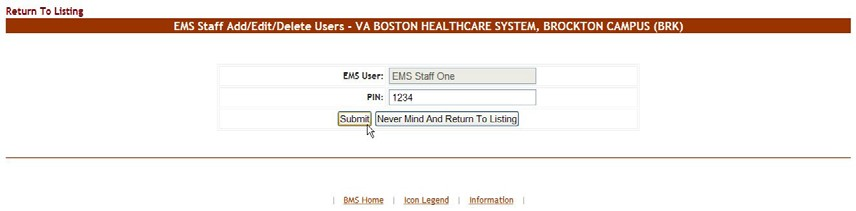 Return To Listing
EMS Staff Add/Edit/Delete Users - VA BOSTON HEALTHCARE SYSTEM, BROCKTON CAMPUS (BRK)
EMS User: EMS Staff One
PIN: 1234
Submit Never Mind And Return To Listing
| BMS Home | Icon Legend | Information |